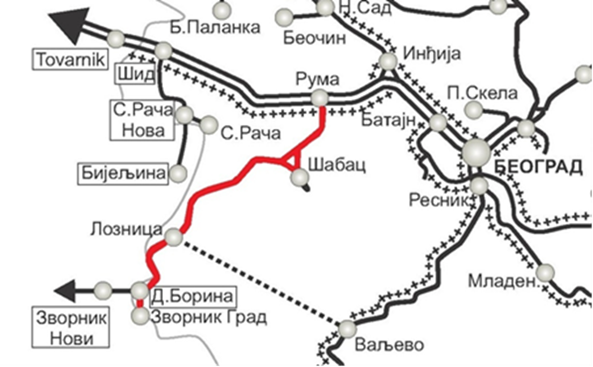 Н.Сад
Б.Паланка
Беочин
Tovarnik
Шид
Инђија
Рума
П.Скела
С.Рача
Нова
С.Рача
Батајн
БЕОГРАД
Шабац
Бијељина
Ресник
Лозница
Младен.
Д.Борина
Зворник
Нови
Зворник Град
Ваљево